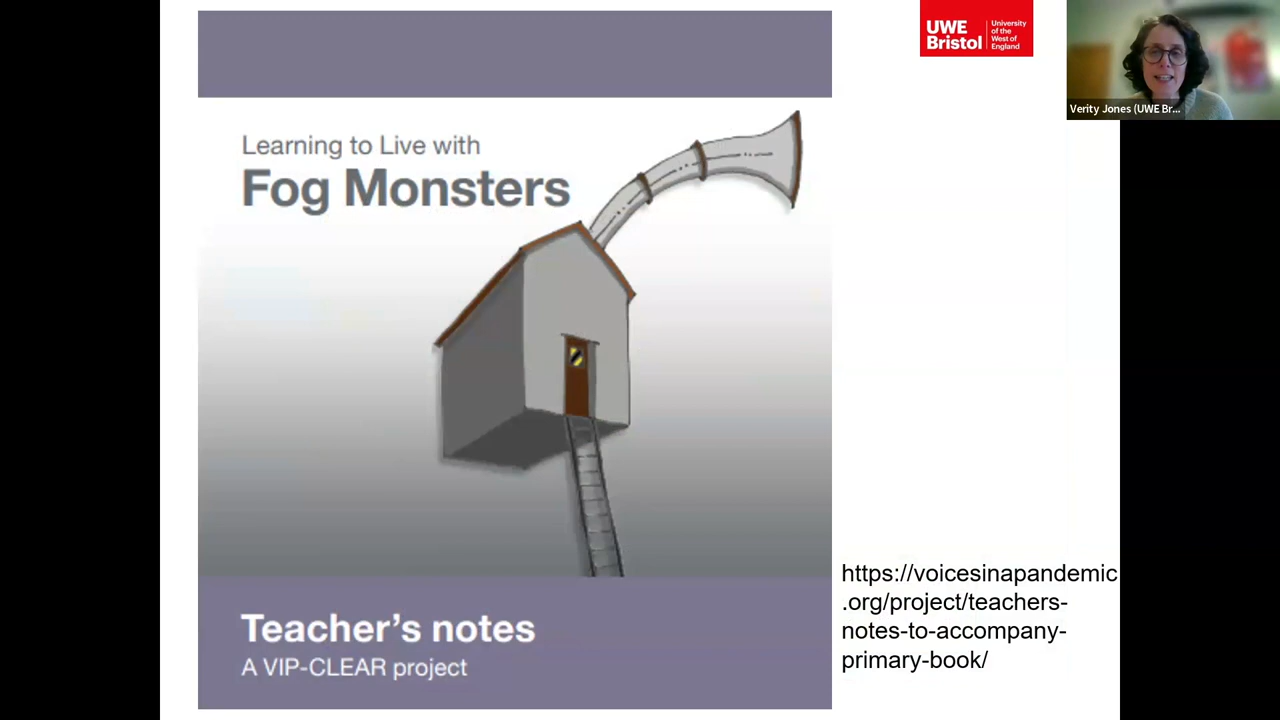 UWE
Bristol
University
of the
West of
England
Verity Jones (UWE Br...
Learning to Live with
Fog Monsters
https://voicesinapandemic
.org/project/teachers-
notes-to-accompany-
primary-book/
Teacher's notes
A VIP-CLEAR project